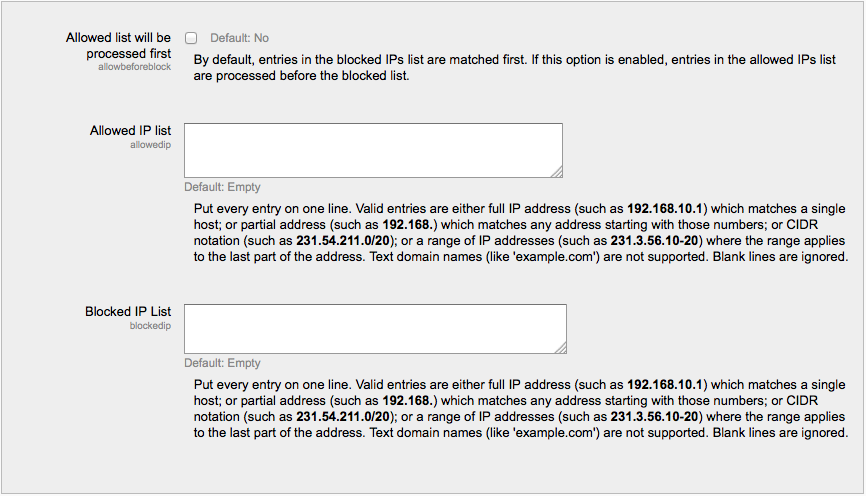 Allowed list will be
processed first
allowbeforeblock
Default: No
By default, entries in the blocked IPs list are matched first. If this option is enabled, entries in the allowed IPs list
are processed before the blocked list.
Allowed IP list
allowedip
Default: Empty
Put every entry on one line. Valid entries are either full IP address (such as 192.168.10.1) which matches a single
host; or partial address (such as 192.168.) which matches any address starting with those numbers; or CIDR
notation (such as 231.54.211.0/20); or a range of IP addresses (such as 231.3.56.10-20) where the range applies
to the last part of the address. Text domain names (like 'example.com') are not supported. Blank lines are ignored.
Blocked IP List
blockedip
Default: Empty
Put every entry on one line. Valid entries are either full IP address (such as 192.168.10.1) which matches a single
host; or partial address (such as 192.168.) which matches any address starting with those numbers; or CIDR
notation (such as 231.54.211.0/20); or a range of IP addresses (such as 231.3.56.10-20) where the range applies
to the last part of the address. Text domain names (like 'example.com') are not supported. Blank lines are ignored.